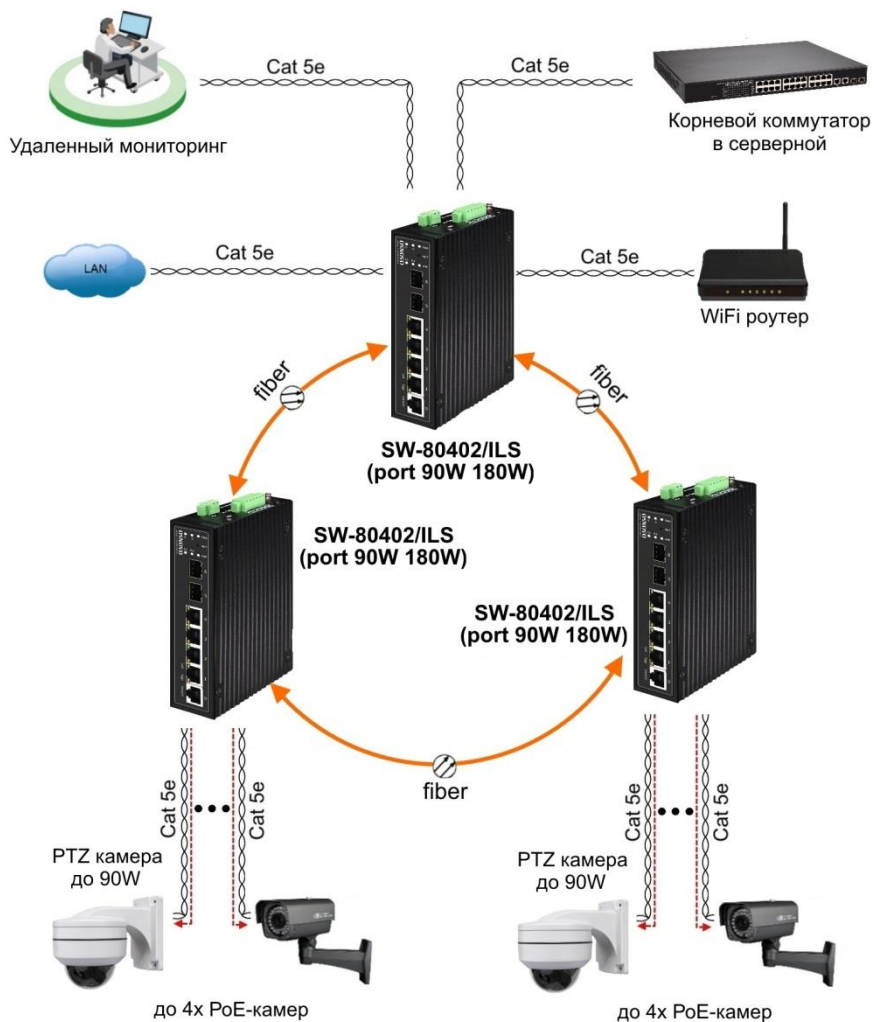 Cat 5e
Cat 5e
Удаленный мониторинг
Корневой коммутатор
в серверной
LAN
Cat 5e
Cat 5e
WiFi роутер
fiber
fiber
SW-80402/ILS
(port 90W 180W)
SW-80402/ILS
(port 90W 180W)
SW-80402/ILS
(port 90W 180W)
fiber
Cat 5e
Cat 5e
Cat 5e
Cat 5e
PTZ камера
до 90W
PTZ камера
до 90W
до 4x PoE-камер
до 4x PoE-камер